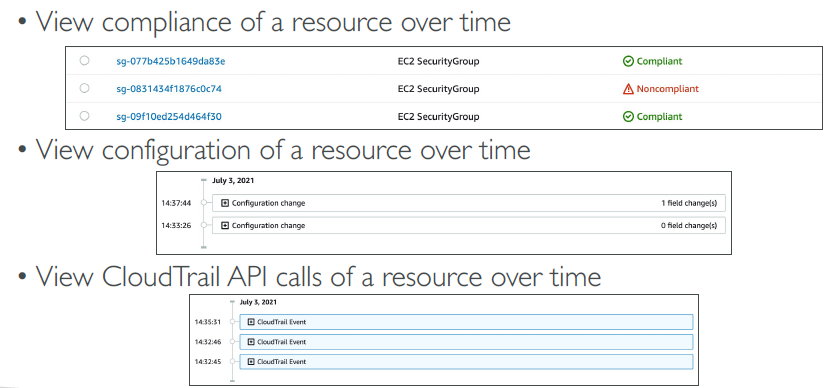 • View compliance of a resource over time
sg-077b425b1649da83e EC2 SecurityGroup Compliant
sg-0831434f1876c0c74 EC2 SecurityGroup Noncompliant
sg-09f10ed254d464f30 EC2 SecurityGroup Compliant
• View configuration of a resource over time
July 3, 2021
14:37:44 Configuration change 1 field change(s)
14:33:26 Configuration change 0 field change(s)
• View CloudTrail API calls of a resource over time
July 3, 2021
14:35:31 CloudTrail Event
14:32:46 CloudTrail Event
14:32:45 CloudTrail Event